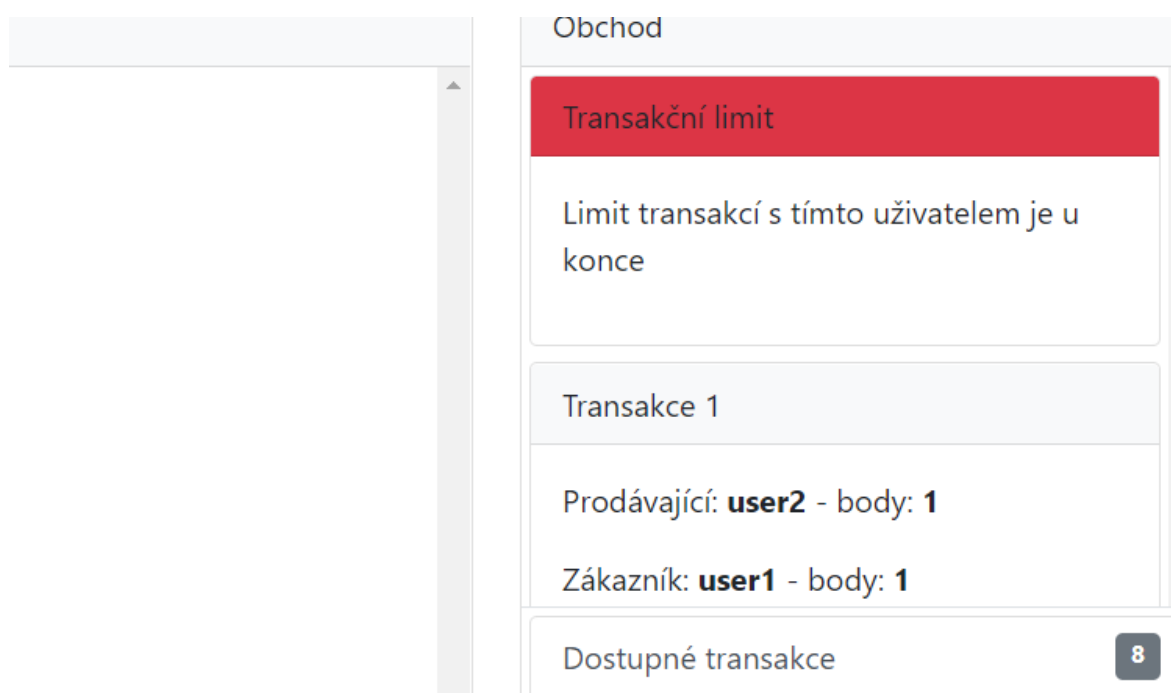 Obchod
Transakční limit
Limit transakcí s tímto uživatelem je u
konce
Transakce 1
Prodávající: user2 - body: 1
Zákazník: user1 - body: 1
Dostupné transakce 8